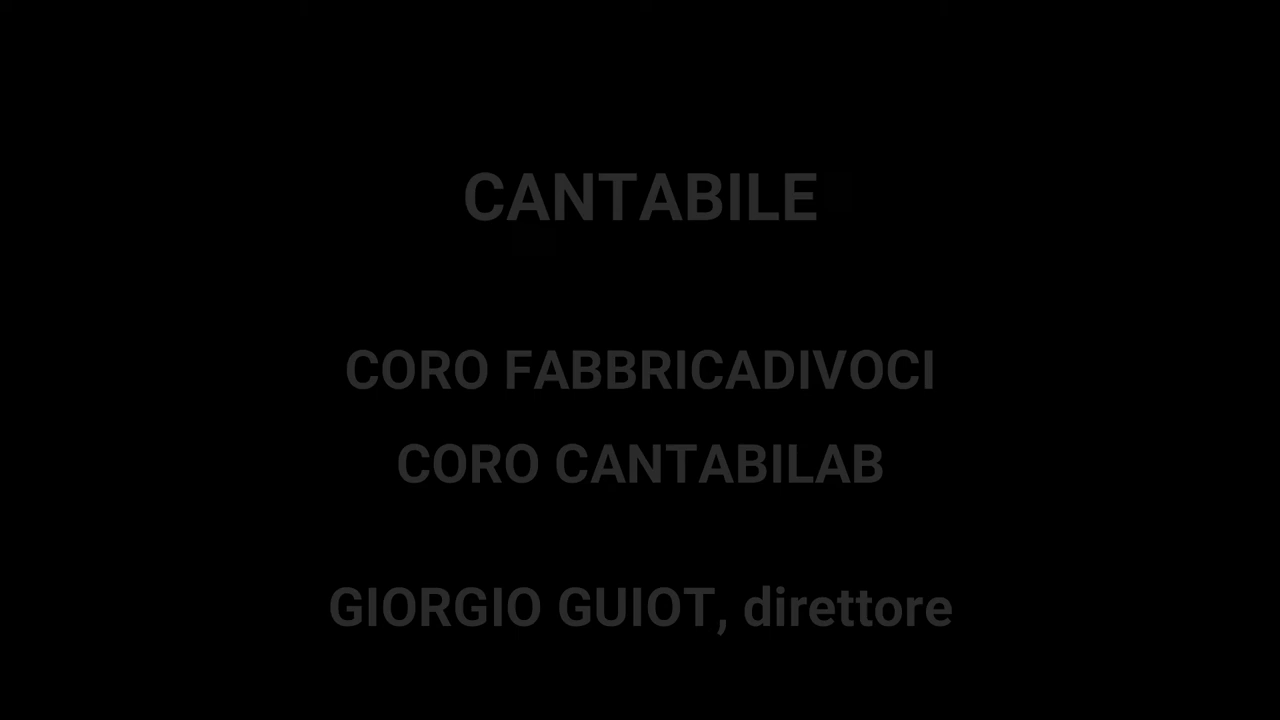 CANTABILE
CORO FABBRICADIVOCI
CORO CANTABILAB
GIORGIO GUIOT, direttore